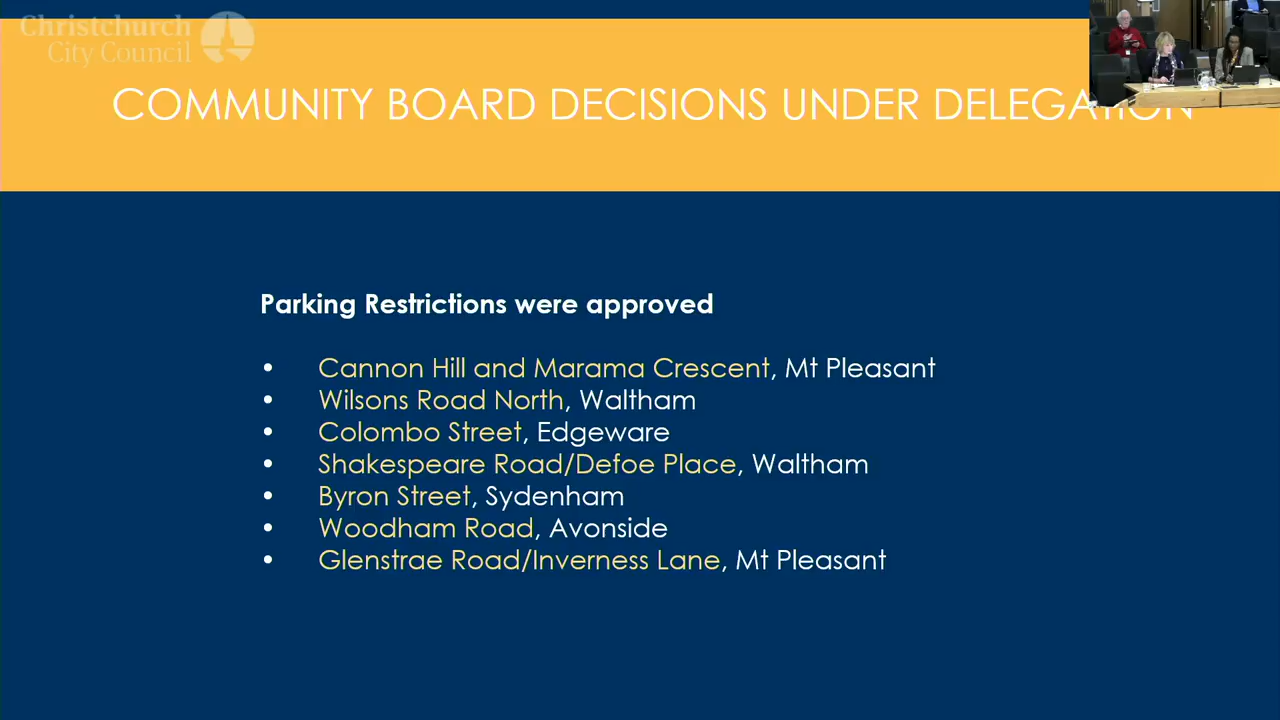 Christchurch
City Council
COMMUNITY BOARD DECISIONS UNDER DELEGATION
Parking Restrictions were approved
• Cannon Hill and Marama Crescent, Mt Pleasant
• Wilsons Road North, Waltham
• Colombo Street, Edgeware
• Shakespeare Road/Defoe Place, Waltham
• Byron Street, Sydenham
• Woodham Road, Avonside
• Glenstrae Road/Inverness Lane, Mt Pleasant